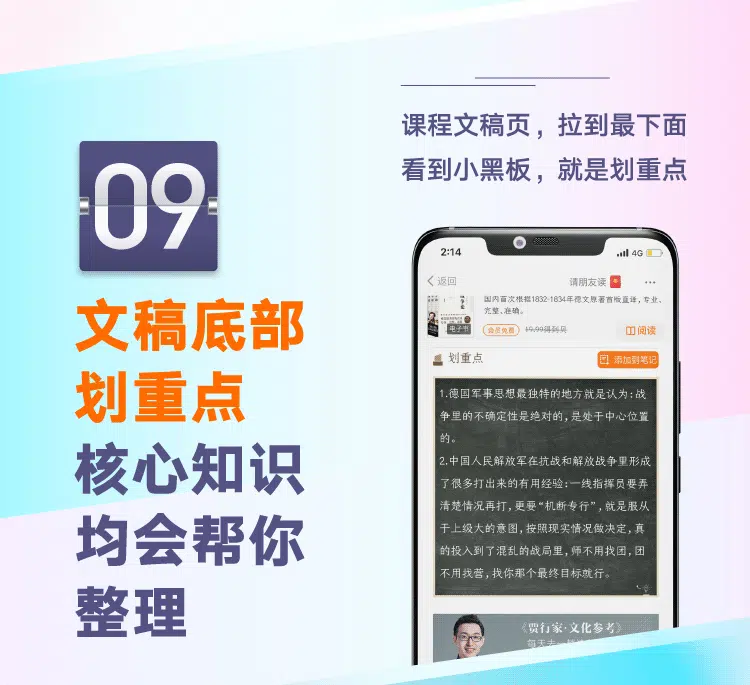 课程文稿页，拉到最下面
看到小黑板，就是划重点
09
文稿底部
划重点
核心知识
均会帮你
整理
2:14
4G
返回
请朋友读
国内首次根据1832-1834年德文原著首版直译，专业、
完整、准确。
电子书
会员免费
19.99得到贝
阅读
划重点
添加到笔记
1.德国军事思想最独特的地方就是认为：战
争里的不确定性是绝对的，是处于中心位置
的。
2.中国人民解放军在抗战和解放战争里形成
了很多打出来的有用经验：一线指挥员要弄
清楚情况再打，更要“机断专行”，就是服从
于上级大的意图，按照现实情况做决定，真
的投入到了混乱的战局里，师不用找团，团
不用找营，找你那个最终目标就行。
《贾行家·文化参考》